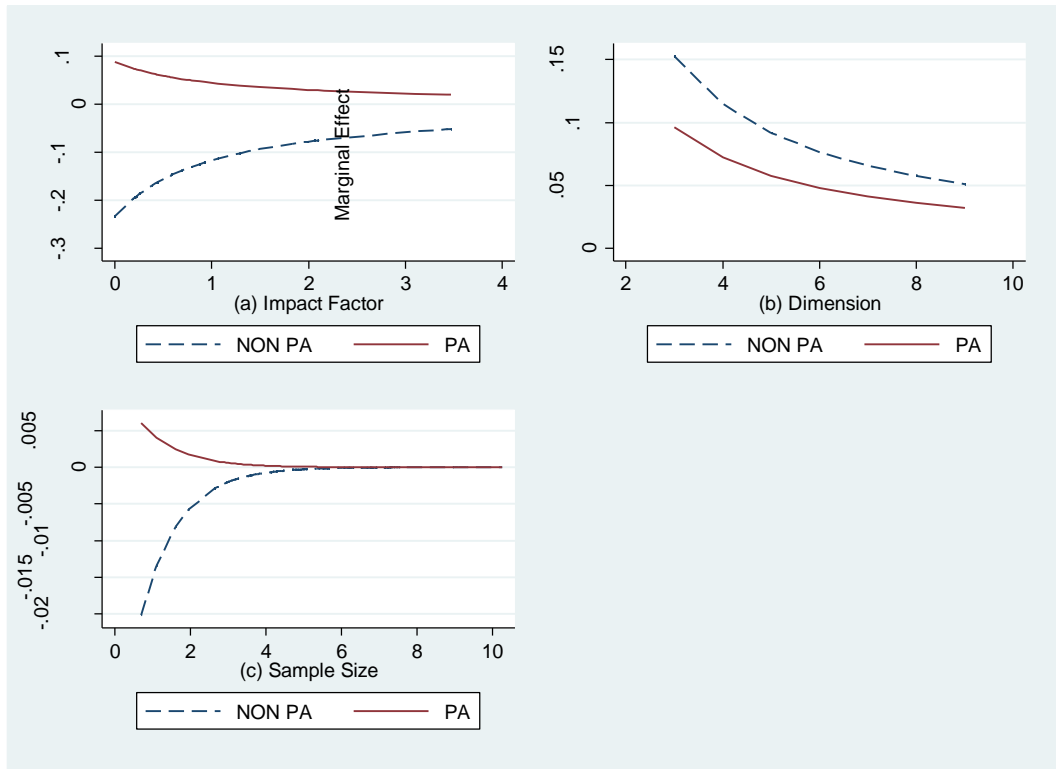 .1
0
-.1
-.2
-.3
Marginal Effect
0 1 2 3 4
(a) Impact Factor
NON PA PA
.15
.1
.05
0
2 4 6 8 10
(b) Dimension
NON PA PA
.005
0
-.005
-.01
-.015
-.02
0 2 4 6 8 10
(c) Sample Size
NON PA PA